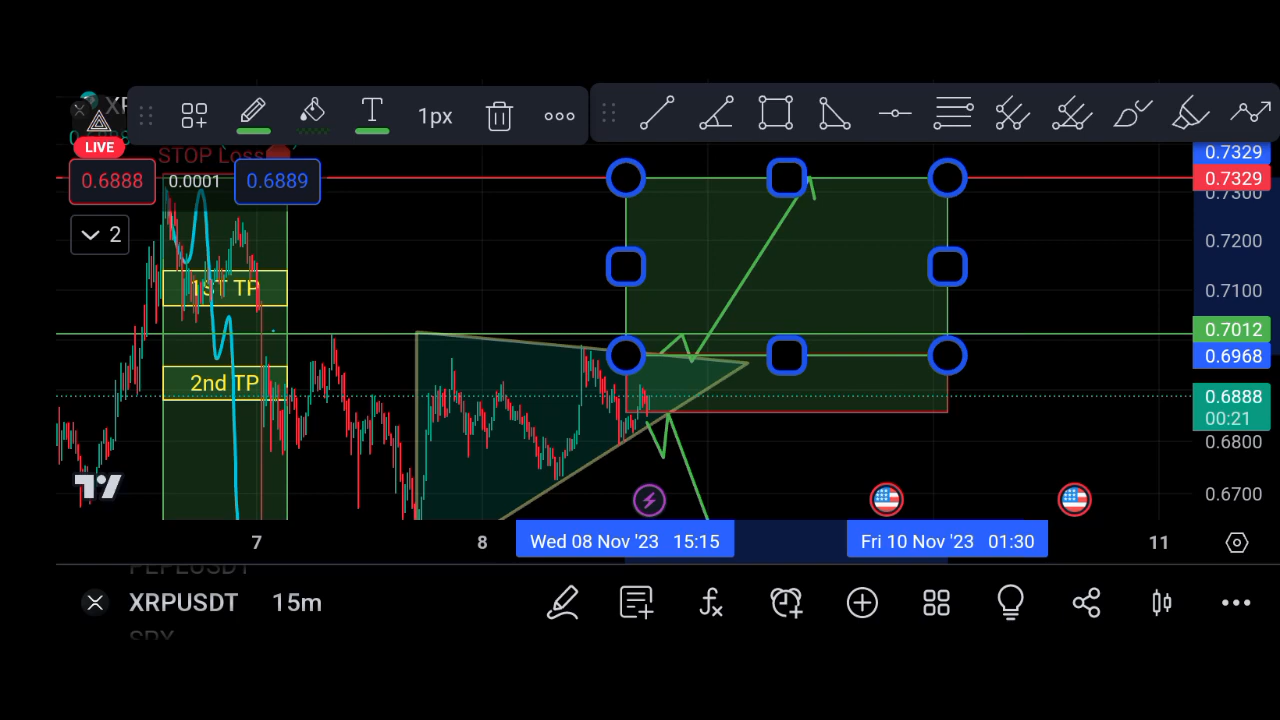 T
1px
LIVE
STOP Loss
0.6888
0.0001
0.6889
2
1ST TP
2nd TP
0.7329
0.7329
0.7300
0.7200
0.7100
0.7012
0.6968
0.6888
00:21
0.6800
0.6700
7
8
Wed 08 Nov '23 15:15
Fri 10 Nov '23 01:30
11
PEPEUSDT
XRPUSDT 15m
SPX